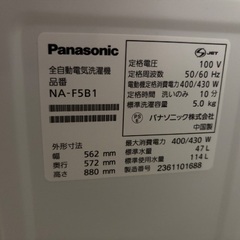 Panasonic
全自動電気洗濯機
品番
NA-F5B1
外形寸法
幅 562 mm
奥行 572 mm
高さ 880 mm
JET
定格電圧 100 V
定格周波数 50/60 Hz
電動機定格消費電力 400/430 W
定格時間 洗いのみ 10 分
標準洗濯容量 5.0 kg
パナソニック株式会社
中国製
最大消費電力 400/430 W
標準水量 47 L
標準使用水量 114 L
製造番号 2361101688